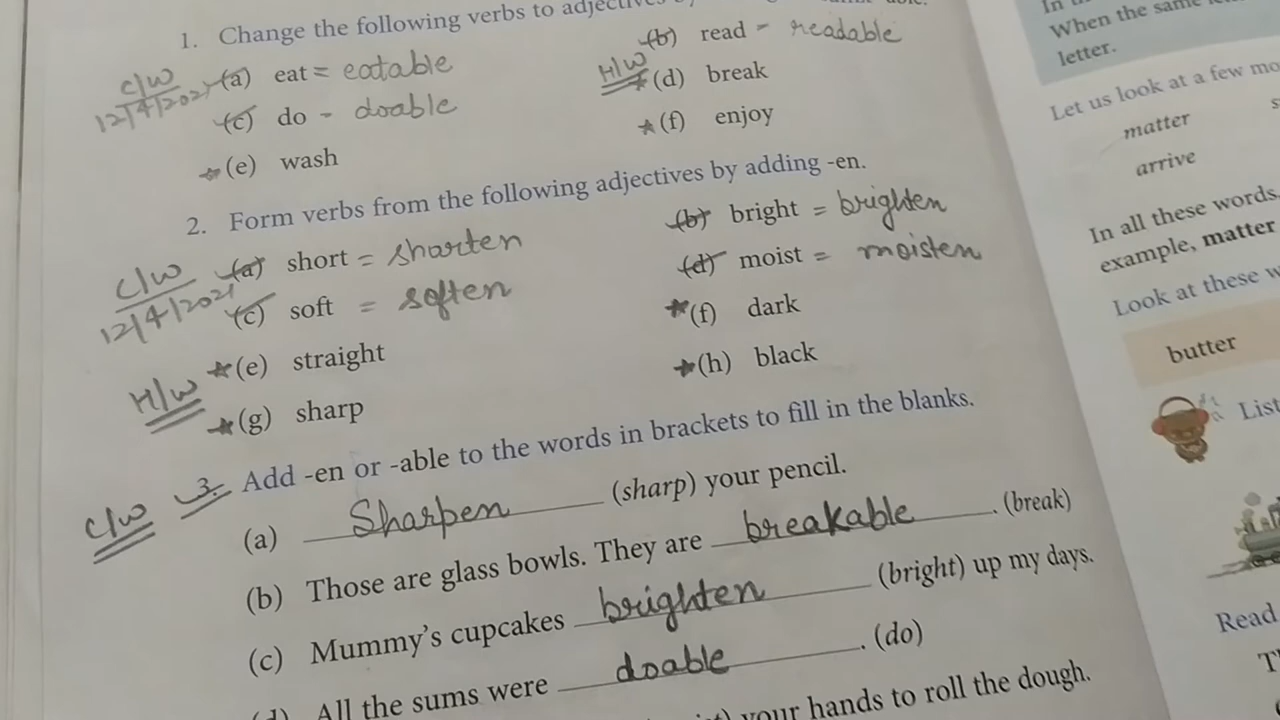 1. Change the following verbs to adjectives
C/W
12/4/2021
(a) eat = eatable
(b) read - readable
(c) do - doable
H/W
(d) break
(e) wash
(f) enjoy
2. Form verbs from the following adjectives by adding -en.
C/W
12/4/2021
(a) short = shorten
(b) bright = brighten
(c) soft = soften
(d) moist = moisten
H/W
(e) straight
(f) dark
(g) sharp
(h) black
C/W
3. Add -en or -able to the words in brackets to fill in the blanks.
(a) Sharpen (sharp) your pencil.
(b) Those are glass bowls. They are breakable. (break)
(c) Mummy's cupcakes brighten (bright) up my days.
(d) All the sums were doable. (do)
your hands to roll the dough.
When the same
letter.
Let us look at a few
matter
arrive
In all these words
example, matter
Look at these
butter
List
Read